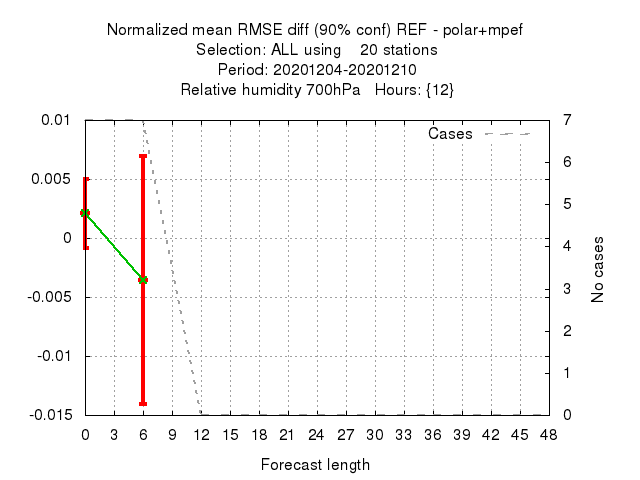 Normalized mean RMSE diff (90% conf) REF - polar+mpef
Selection: ALL using    20 stations
Period: 20201204-20201210
Relative humidity 700hPa   Hours: {12}
Cases
0.01
0.005
0
-0.005
-0.01
-0.015
7
6
5
4
3
2
1
0
No cases
0 3 6 9 12 15 18 21 24 27 30 33 36 39 42 45 48
Forecast length